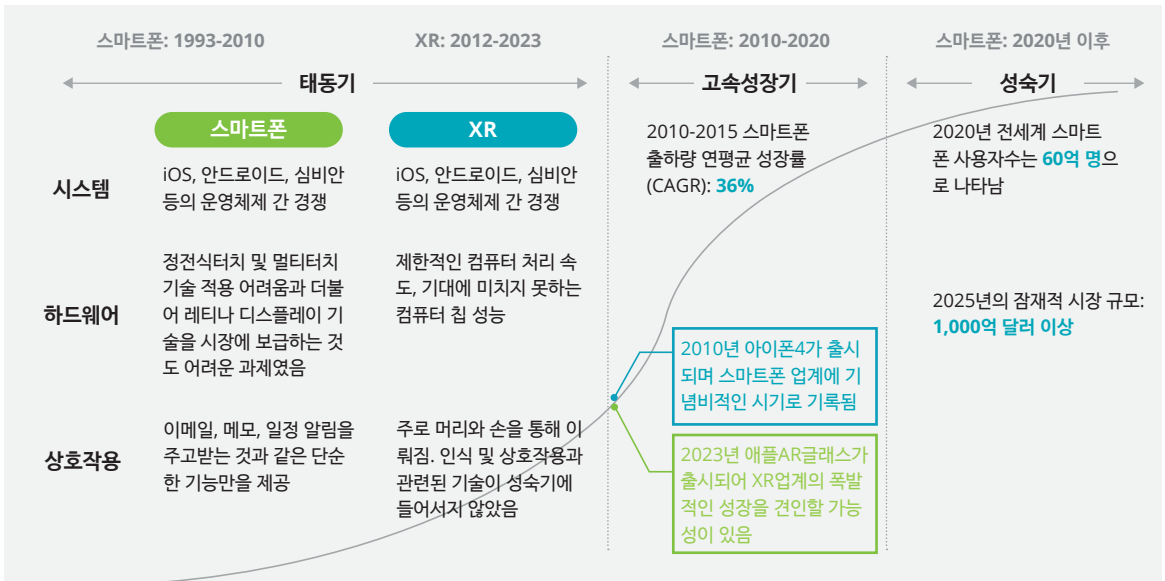 스마트폰: 1993-2010
XR: 2012-2023
스마트폰: 2010-2020
스마트폰: 2020년 이후
태동기
고속성장기
성숙기
스마트폰
XR
시스템
iOS, 안드로이드, 심비안
등의 운영체제 간 경쟁
iOS, 안드로이드, 심비안
등의 운영체제 간 경쟁
2010-2015 스마트폰
출하량 연평균 성장률
(CAGR): 36%
2020년 전세계 스마트
폰 사용자수는 60억 명으
로 나타남
하드웨어
정전식터치 및 멀티터치
기술 적용 어려움과 더불
어 레티나 디스플레이 기
술을 시장에 보급하는 것
도 어려운 과제였음
제한적인 컴퓨터 처리 속
도, 기대에 미치지 못하는
컴퓨터 칩 성능
2025년의 잠재적 시장 규모:
1,000억 달러 이상
2010년 아이폰4가 출시
되며 스마트폰 업계에 기
념비적인 시기로 기록됨
상호작용
이메일, 메모, 일정 알림을
주고받는 것과 같은 단순
한 기능만을 제공
주로 머리와 손을 통해 이
뤄짐. 인식 및 상호작용과
관련된 기술이 성숙기에
들어서지 않았음
2023년 애플AR글래스가
출시되어 XR업계의 폭발
적인 성장을 견인할 가능
성이 있음